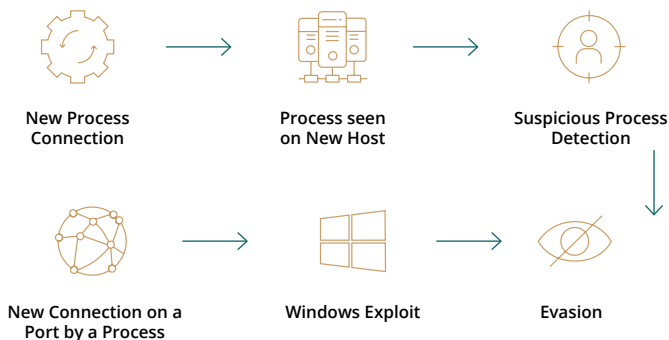 New Process
Connection
Process seen
on New Host
Suspicious Process
Detection
New Connection on a
Port by a Process
Windows Exploit
Evasion